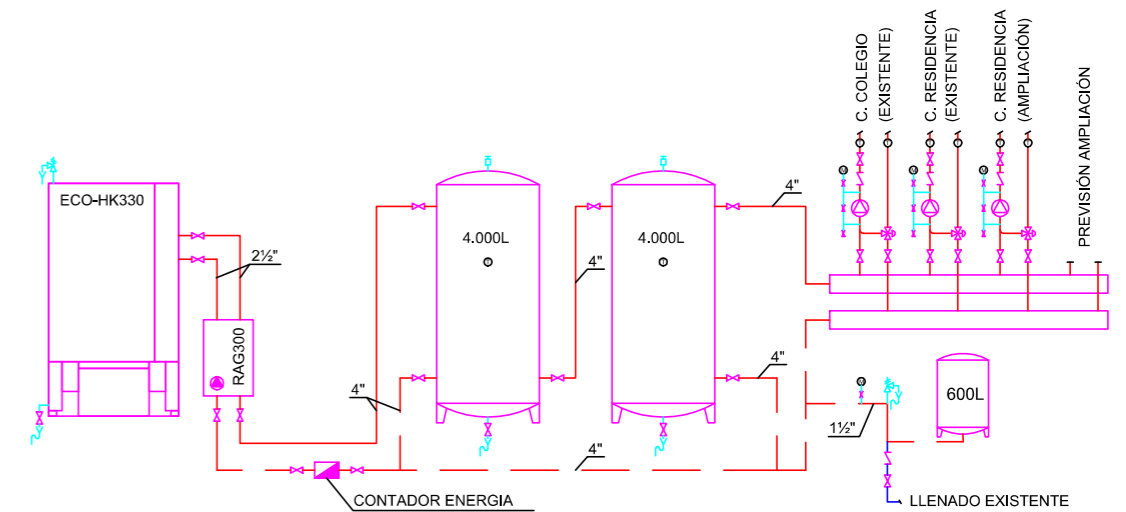 C. COLEGIO
(EXISTENTE)
C. RESIDENCIA
(EXISTENTE)
C. RESIDENCIA
(AMPLIACIÓN)
PREVISIÓN AMPLIACIÓN
M
M
M
ECO-HK330
2½"
RAG300
4.000L
T
4"
4.000L
T
4"
4"
4"
4"
4"
CONTADOR ENERGIA
M
1½"
600L
LLENADO EXISTENTE